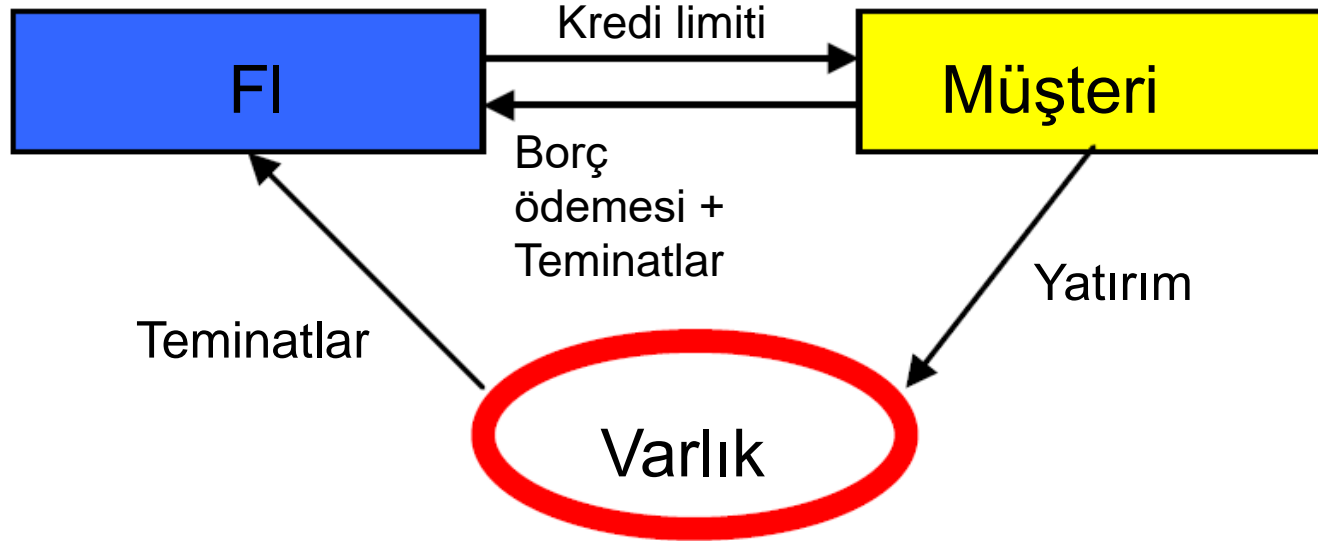 Kredi limiti
FI
Müşteri
Borç
ödemesi +
Teminatlar
Yatırım
Teminatlar
Varlık